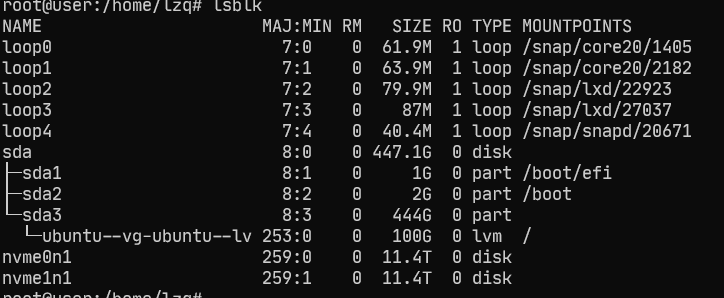 root@user:/home/lzq# lsblk
NAME                      MAJ:MIN RM   SIZE RO TYPE MOUNTPOINTS
loop0                       7:0    0  61.9M  1 loop /snap/core20/1405
loop1                       7:1    0  63.9M  1 loop /snap/core20/2182
loop2                       7:2    0  79.9M  1 loop /snap/lxd/22923
loop3                       7:3    0    87M  1 loop /snap/lxd/27037
loop4                       7:4    0  40.4M  1 loop /snap/snapd/20671
sda                         8:0    0 447.1G  0 disk
├─sda1                      8:1    0     1G  0 part /boot/efi
├─sda2                      8:2    0     2G  0 part /boot
└─sda3                      8:3    0   444G  0 part
  └─ubuntu--vg-ubuntu--lv 253:0    0   100G  0 lvm  /
nvme0n1                   259:0    0  11.4T  0 disk
nvme1n1                   259:1    0  11.4T  0 disk
root@user:/home/lzq#